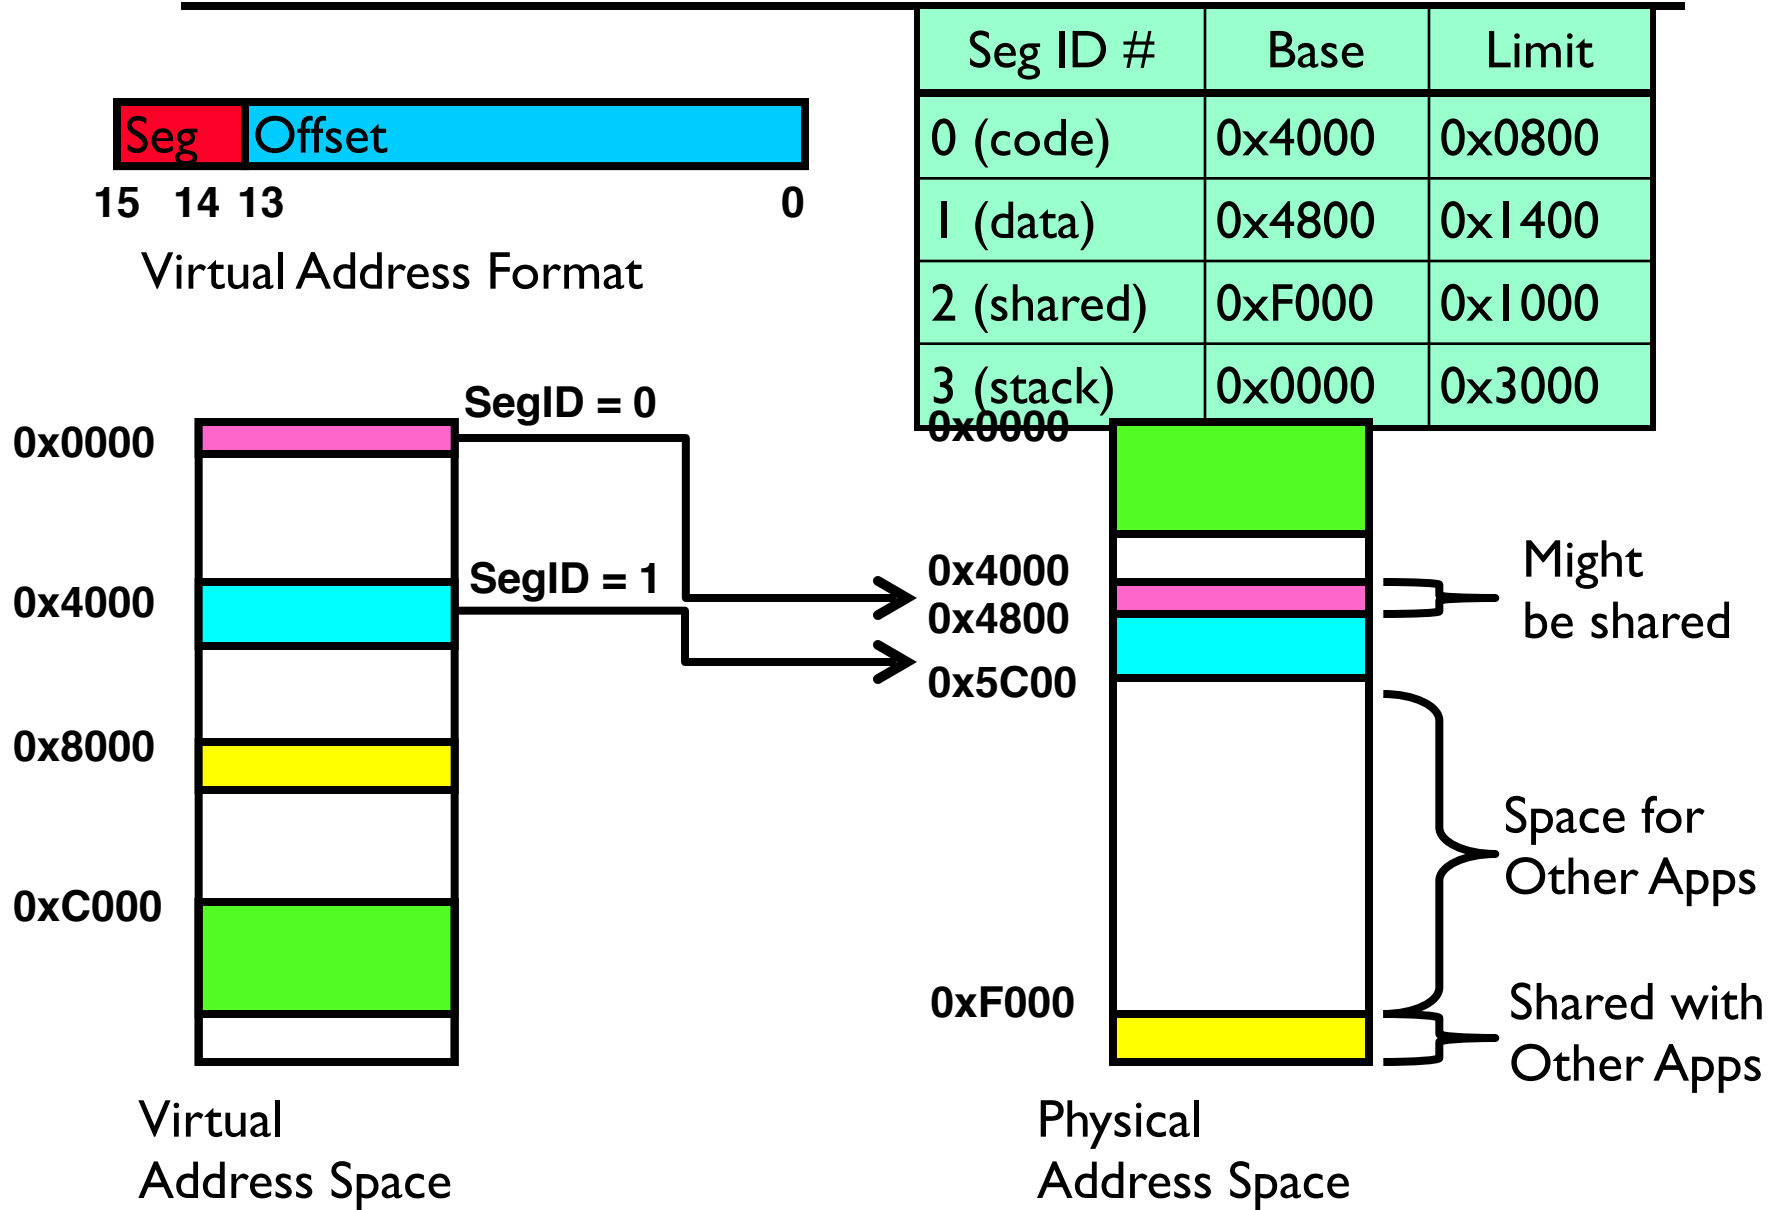 Seg ID # Base Limit
0 (code) 0x4000 0x0800
1 (data) 0x4800 0x1400
2 (shared) 0xF000 0x1000
3 (stack) 0x0000 0x3000
Seg Offset
15 14 13 0
Virtual Address Format
SegID = 0
SegID = 1
0x0000
0x4000
0x8000
0xC000
Virtual
Address Space
0x0000
0x4000
0x4800
0x5C00
0xF000
Physical
Address Space
Might
be shared
Space for
Other Apps
Shared with
Other Apps